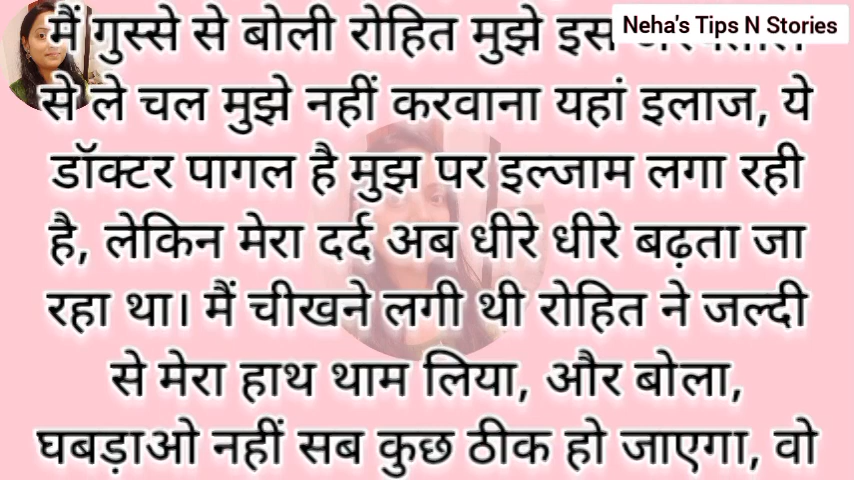 Neha's Tips N Stories
मैं गुस्से से बोली रोहित मुझे इस
से ले चल मुझे नहीं करवाना यहां इलाज, ये
डॉक्टर पागल है मुझ पर इल्जाम लगा रही
है, लेकिन मेरा दर्द अब धीरे धीरे बढ़ता जा
रहा था। मैं चीखने लगी थी रोहित ने जल्दी
से मेरा हाथ थाम लिया, और बोला,
घबड़ाओ नहीं सब कुछ ठीक हो जाएगा, वो